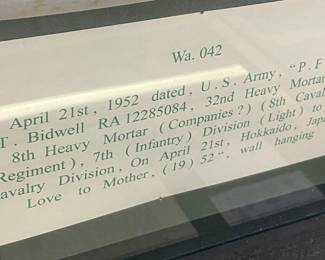 Wa. 042
April 21st, 1952 dated, U.S. Army, "P.F
T. Bidwell RA 12285084, 32nd Heavy Mortar
8th Heavy Mortar (Companies?) (8th Caval
Regiment), 7th (Infantry) Division (Light) to
avalry Division, On April 21st, Hokkaido, Japa
Love to Mother, (19) 52", wall hanging